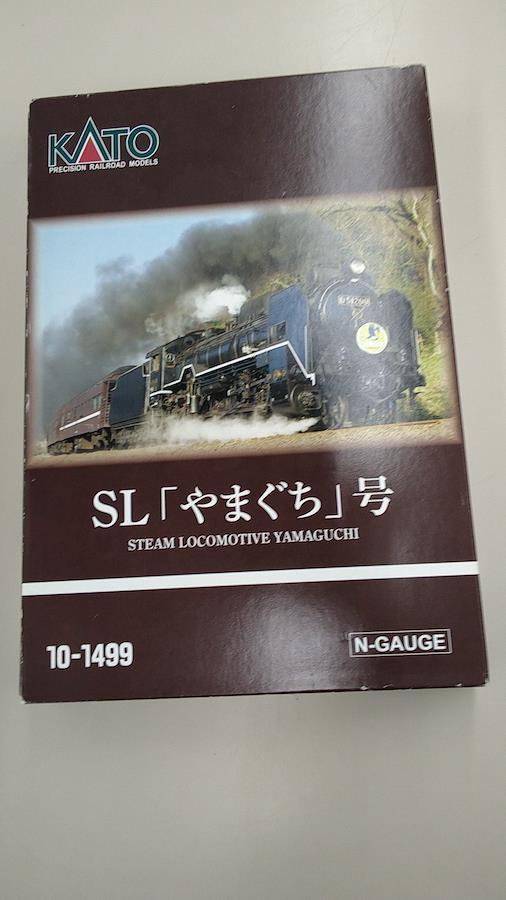 KATO
PRECISION RAILROAD MODELS
SL「やまぐち」号
STEAM LOCOMOTIVE YAMAGUCHI
10-1499
N-GAUGE